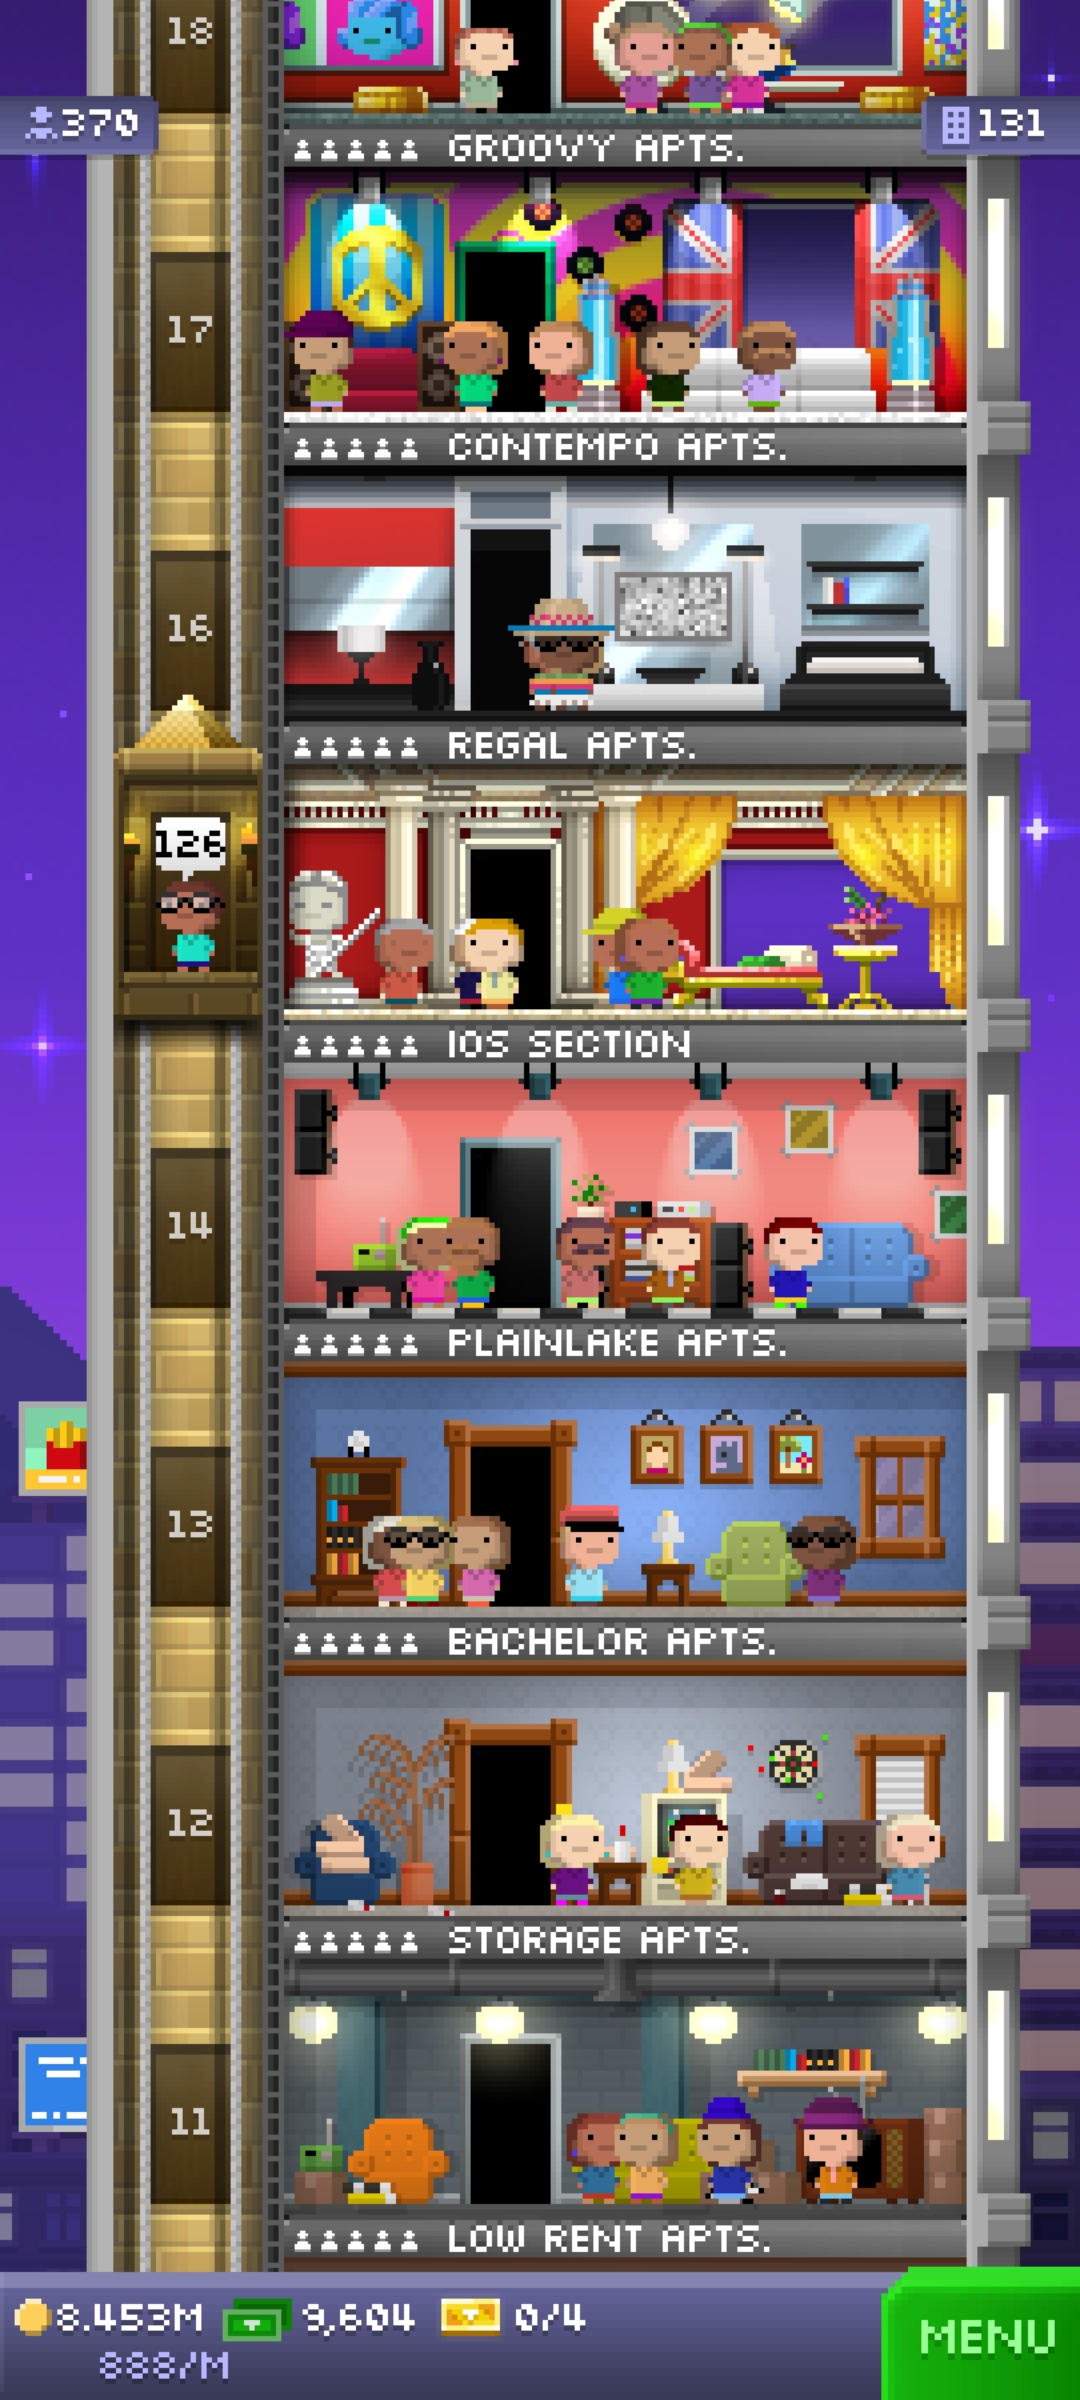 18
370
131
GROOVY APTS.
17
CONTEMPO APTS.
16
REGAL APTS.
126
IOS SECTION
14
PLAINLAKE APTS.
13
BACHELOR APTS.
12
STORAGE APTS.
11
LOW RENT APTS.
8.453M 9,604 0/4
888/M
MENU